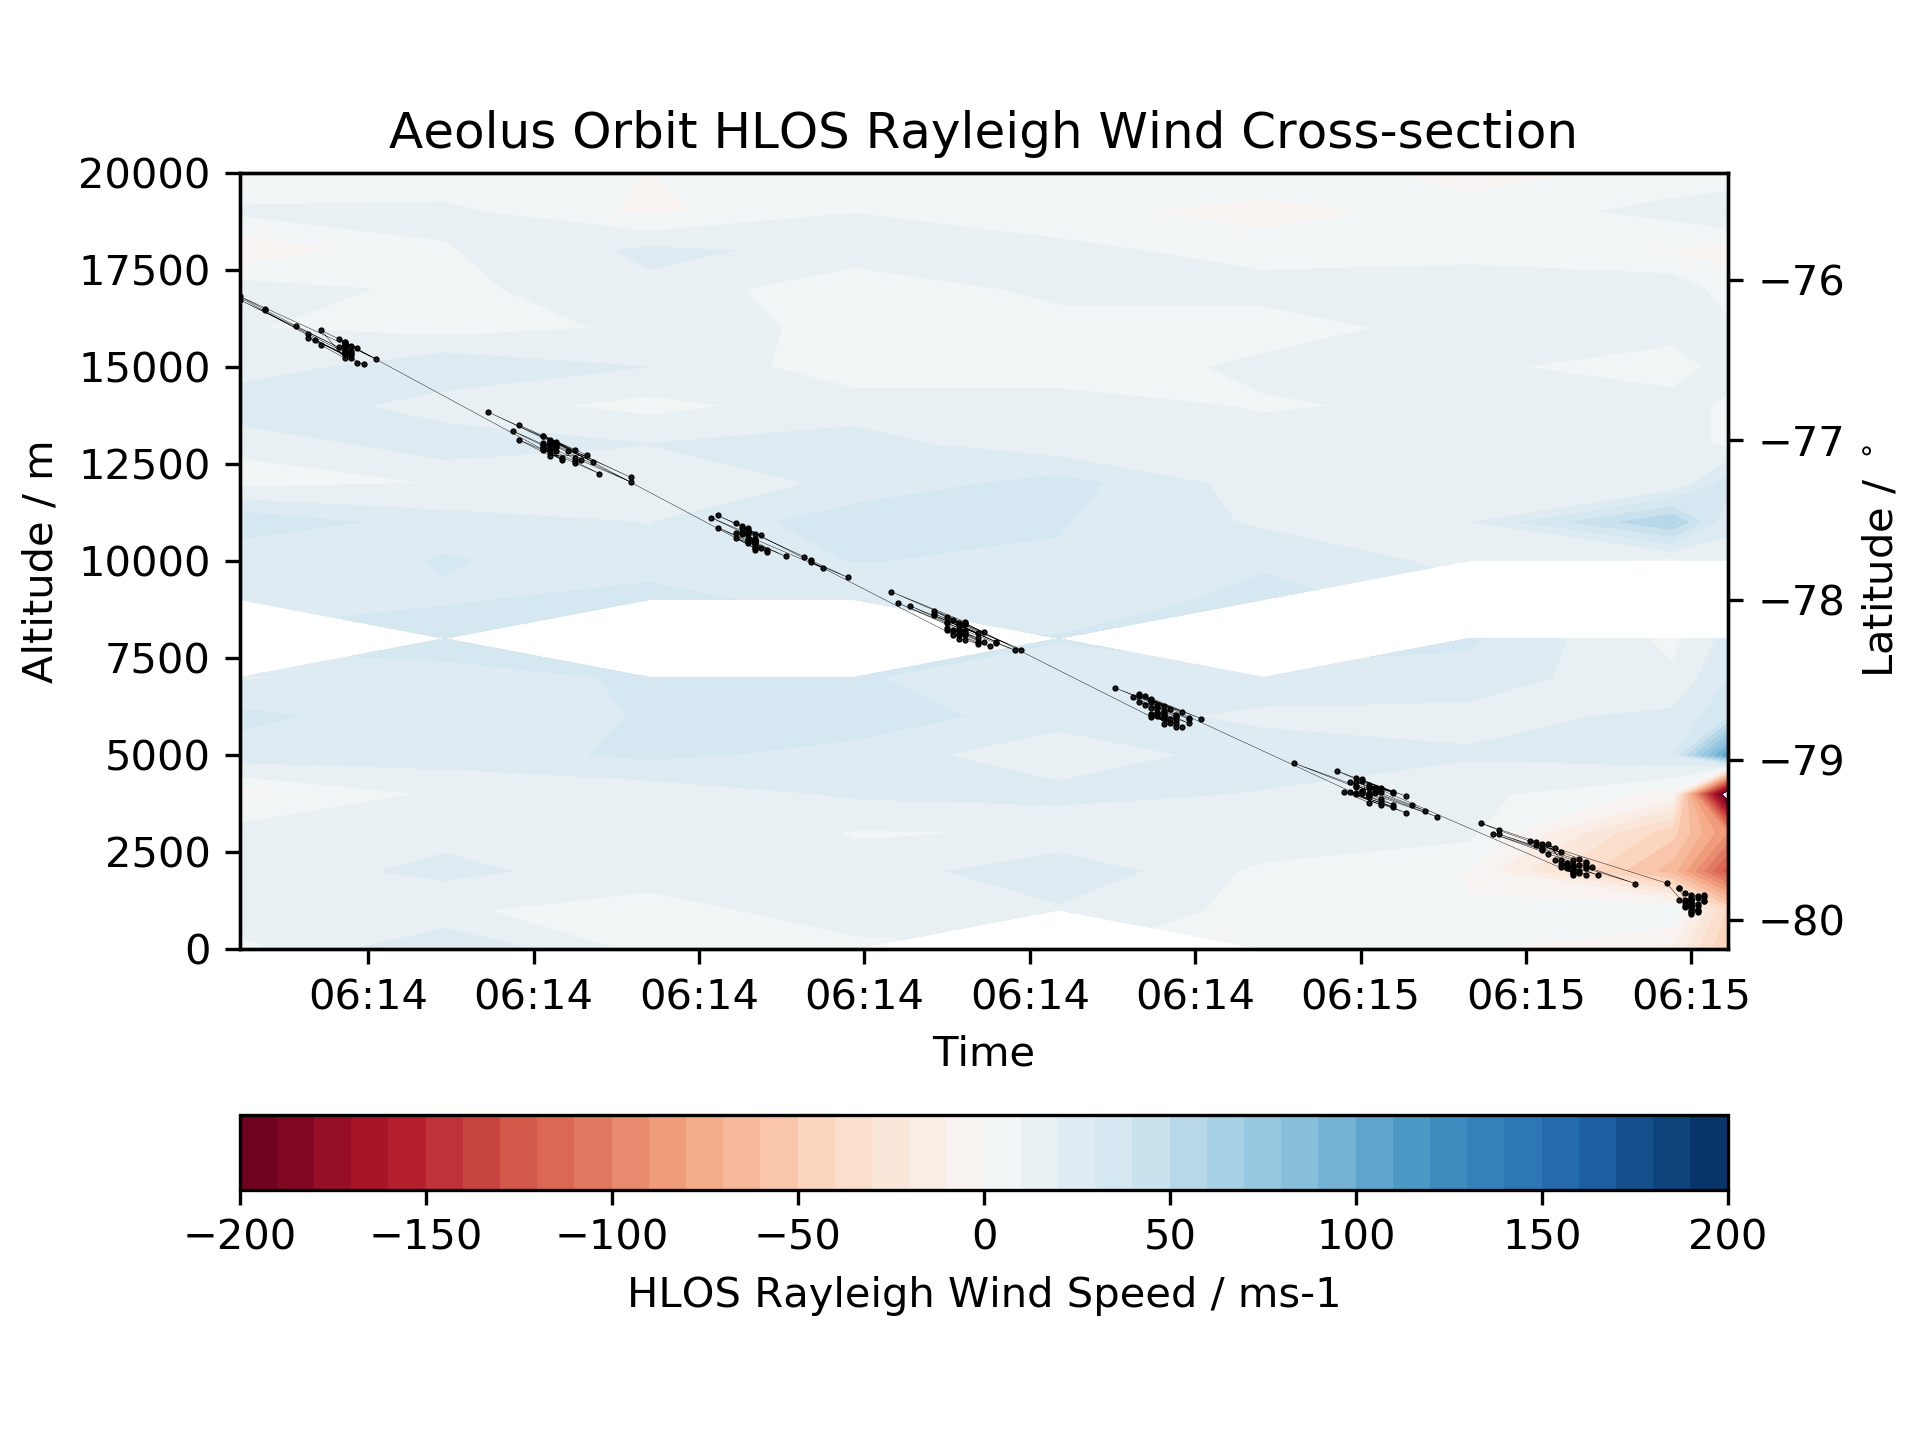 Aeolus Orbit HLOS Rayleigh Wind Cross-section
20000
17500
15000
12500
10000
7500
5000
2500
0
Altitude / m
−76
−77
−78
−79
−80
Latitude / °
06:14 06:14 06:14 06:14 06:14 06:14 06:15 06:15 06:15
Time
−200 −150 −100 −50 0 50 100 150 200
HLOS Rayleigh Wind Speed / ms-1